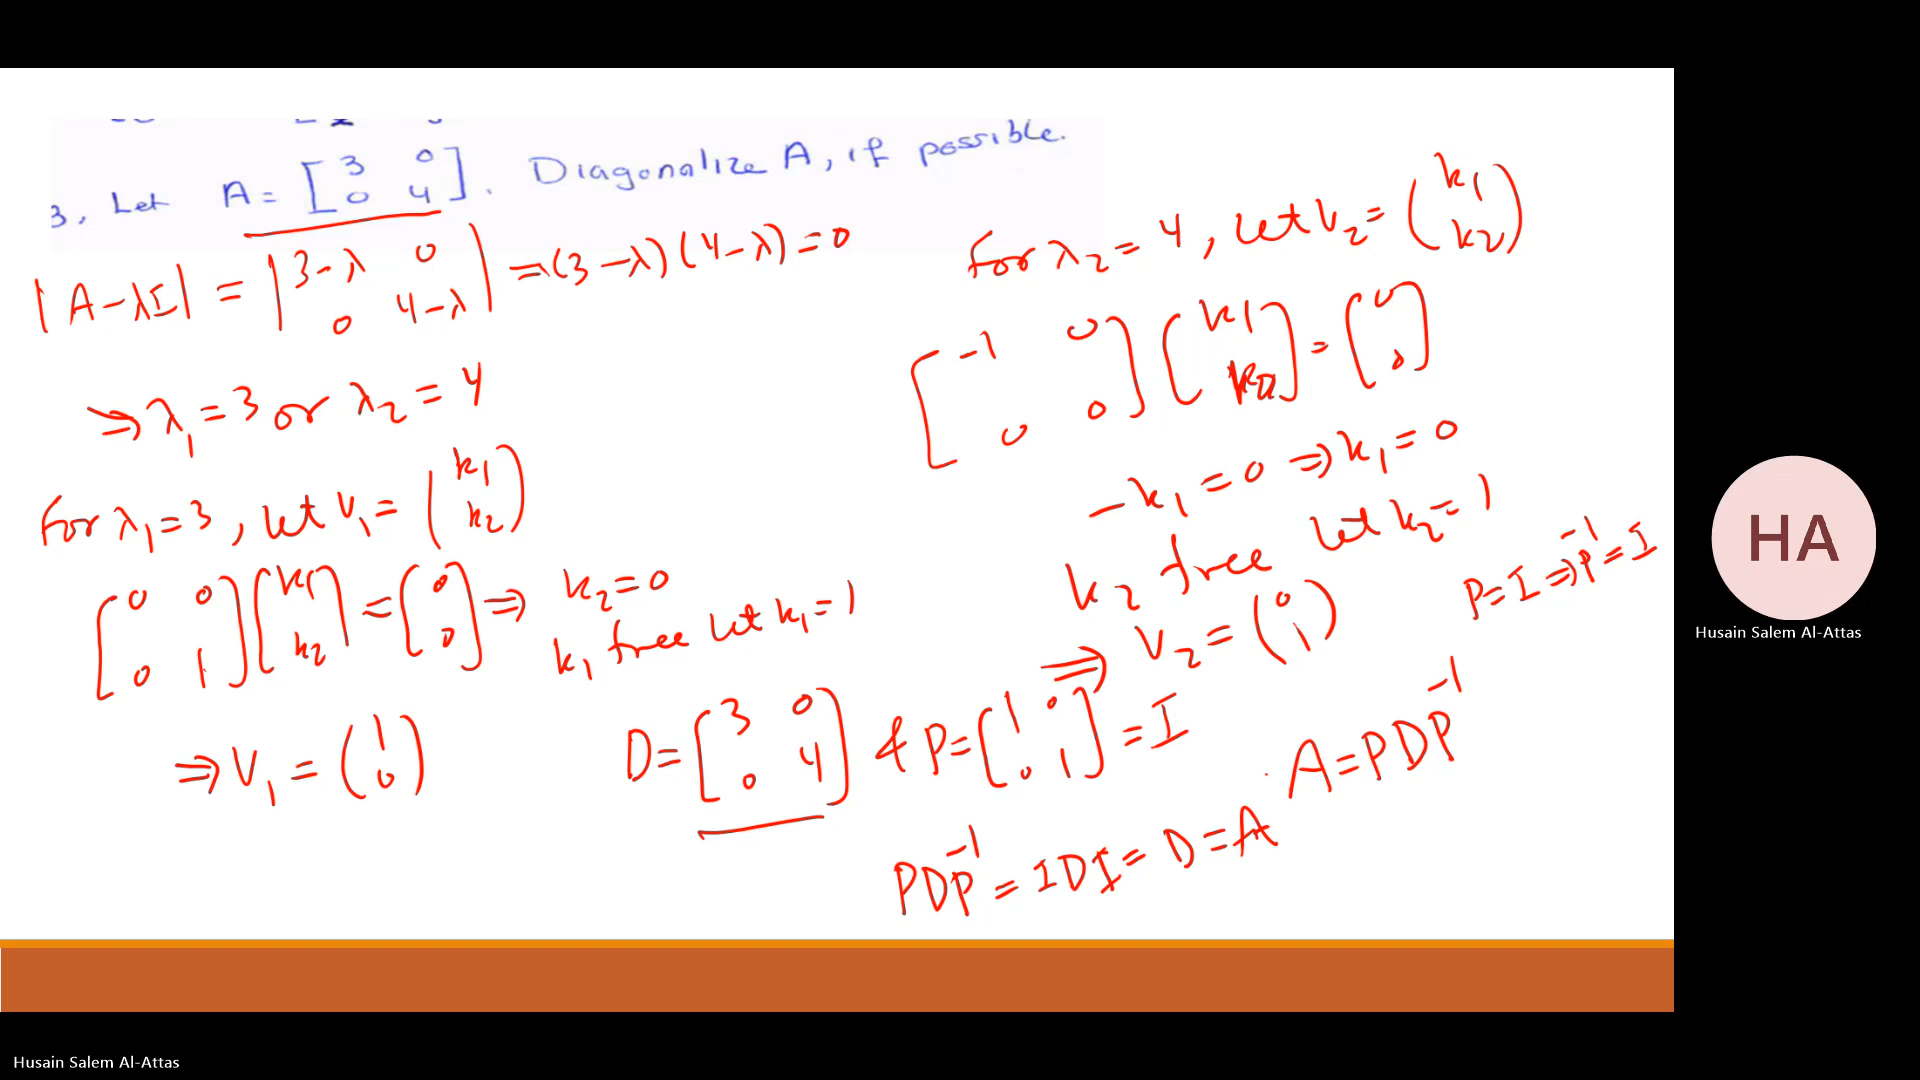 3, Let A = [3 0; 0 4]. Diagonalize A, if possible.
|A-λI| = |3-λ 0; 0 4-λ| = (3-λ)(4-λ) = 0
⇒ λ₁ = 3 or λ₂ = 4
For λ₁ = 3, let V₁ = (k₁; k₂)
[0 0; 0 1] [k₁; k₂] = [0; 0] ⇒ k₂ = 0
k₁ free let k₁ = 1
⇒ V₁ = (1; 0)
For λ₂ = 4, let V₂ = (k₁; k₂)
[-1 0; 0 0] [k₁; k₂] = [0; 0]
-k₁ = 0 ⇒ k₁ = 0
k₂ free let k₂ = 1
⇒ V₂ = (0; 1)
P = I ⇒ P⁻¹ = I
D = [3 0; 0 4] & P = [1 0; 0 1] = I
A = PDP⁻¹
PDP⁻¹ = IDI = D = A
HA
Husain Salem Al-Attas
Husain Salem Al-Attas